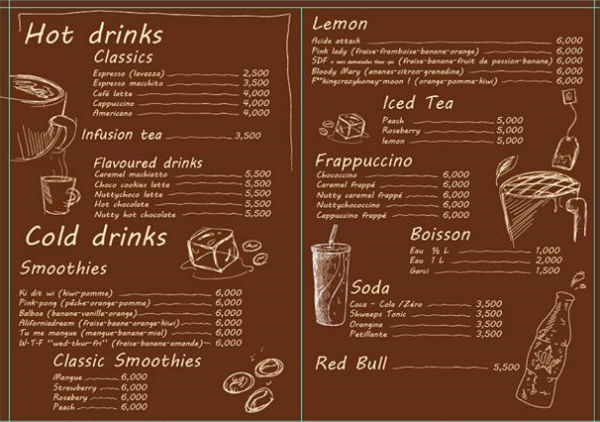 Hot drinks
Classics
Espresso (lavazza) 2,500
Espresso macchito 3,500
Café latte 4,000
Cappuccino 4,000
Americano 4,000
Infusion tea 3,500
Flavoured drinks
Caramel machiatto 5,500
Choco cookies latte 5,500
Nuttychoco latte 5,500
Hot chocolate 5,500
Nutty hot chocolate 5,500
Cold drinks
Smoothies
Ki dit wi (kiwi-pomme) 6,000
Pink-pong (pêche-orange-pomme) 6,000
Balboa (banane-vanille-orange) 6,000
Aliforniadream (fraise-baane-orange-kiwi) 6,000
Tu me mangue (mangue-banane-miel) 6,000
W-T-F "wed-thur-fri" (fraise-banane-amande) 6,000
Classic Smoothies
Mangue 6,000
Strawberry 6,000
Rosebery 6,000
Peach 6,000
Lemon
Acide attack 6,000
Pink lady (fraise-framboise-banane-orange) 6,000
SDF (fraise-banane-fruit de passion-banane) 6,000
Bloody Mary (ananas-citron-grenadine) 6,000
F**kingcrazyhoney-moon ! (orange-pomme-kiwi) 6,000
Iced Tea
Peach 5,000
Roseberry 5,000
lemon 5,000
Frappuccino
Chococcino 6,000
Caramel frappé 6,000
Nutty caramel frappé 6,000
Nuttychococcino 6,000
Cappuccino frappé 6,000
Boisson
Eau ½ L 1,000
Eau 1 L 2,000
Garci 1,500
Soda
Coca - Cola /Zéro 3,500
Shweeps Tonic 3,500
Orangina 3,500
Petillante 3,500
Red Bull 5,500